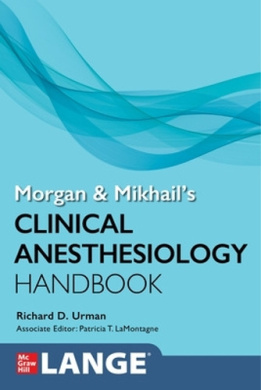 Morgan & Mikhail's
CLINICAL
ANESTHESIOLOGY
HANDBOOK
Richard D. Urman
Associate Editor: Patricia T. LaMontagne
Mc
Graw
Hill
LANGE®